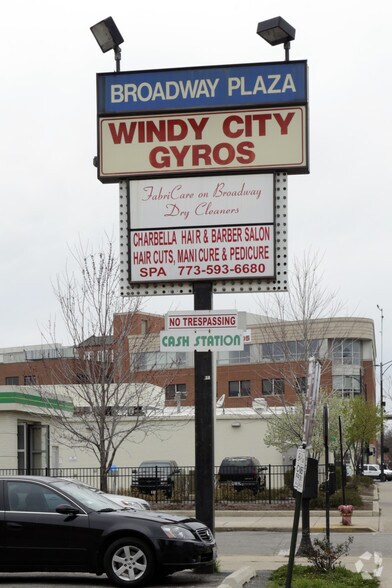 BROADWAY PLAZA
WINDY CITY
GYROS
FabriCare on Broadway
Dry Cleaners
CHARBELLA HAIR & BARBER SALON
HAIR CUTS, MANI CURE & PEDICURE
SPA 773-593-6680
NO TRESPASSING
CASH STATION